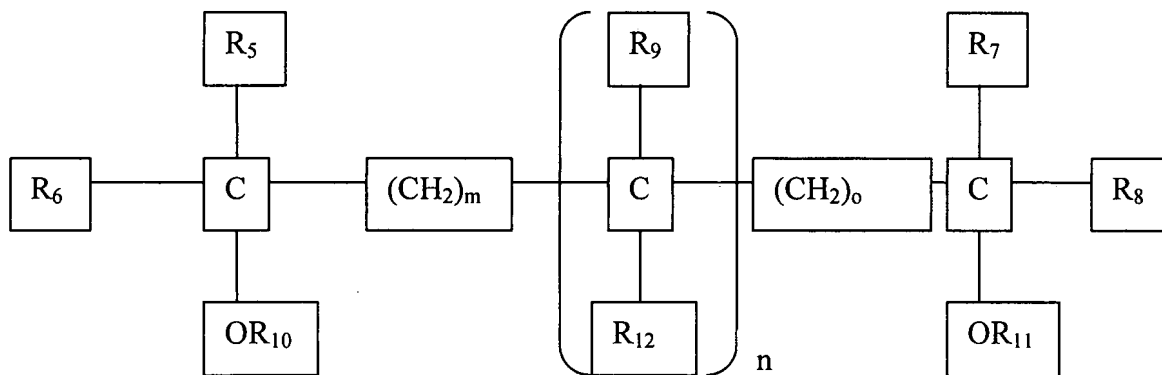 R₅ R₉ R₇
R₆ C (CH₂)ₘ C (CH₂)ₒ C R₈
OR₁₀ R₁₂ OR₁₁
n